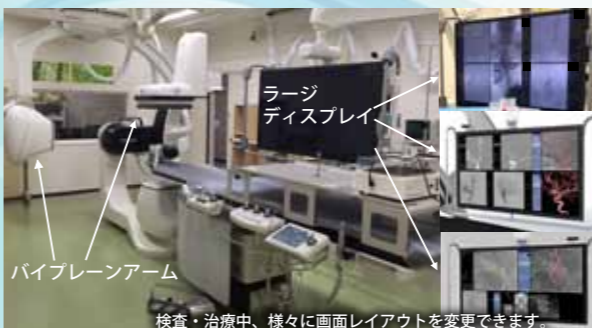 ラージ
ディスプレイ
バイプレーンアーム
検査・治療中、様々に画面レイアウトを変更できます